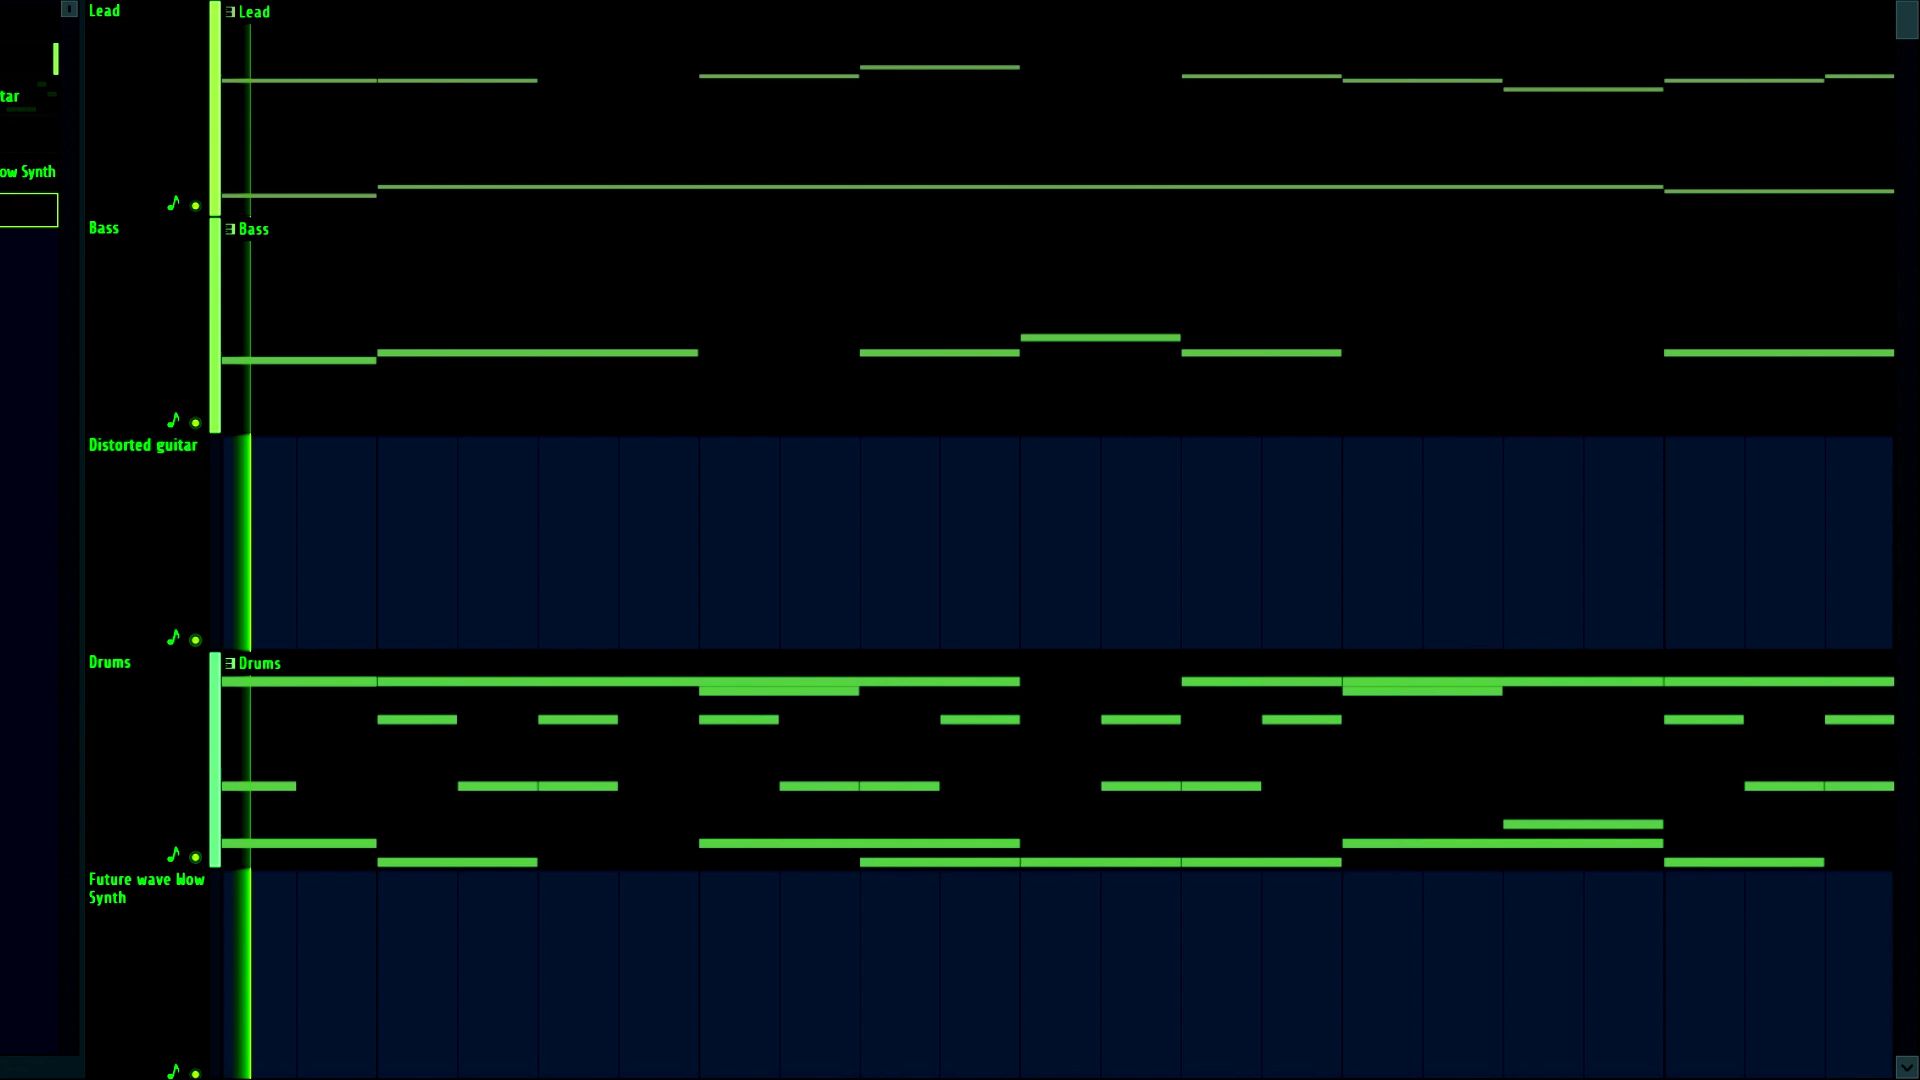 Lead
Lead
tar
ow Synth
Bass
Bass
Distorted guitar
Drums
Drums
Future wave Wow
Synth